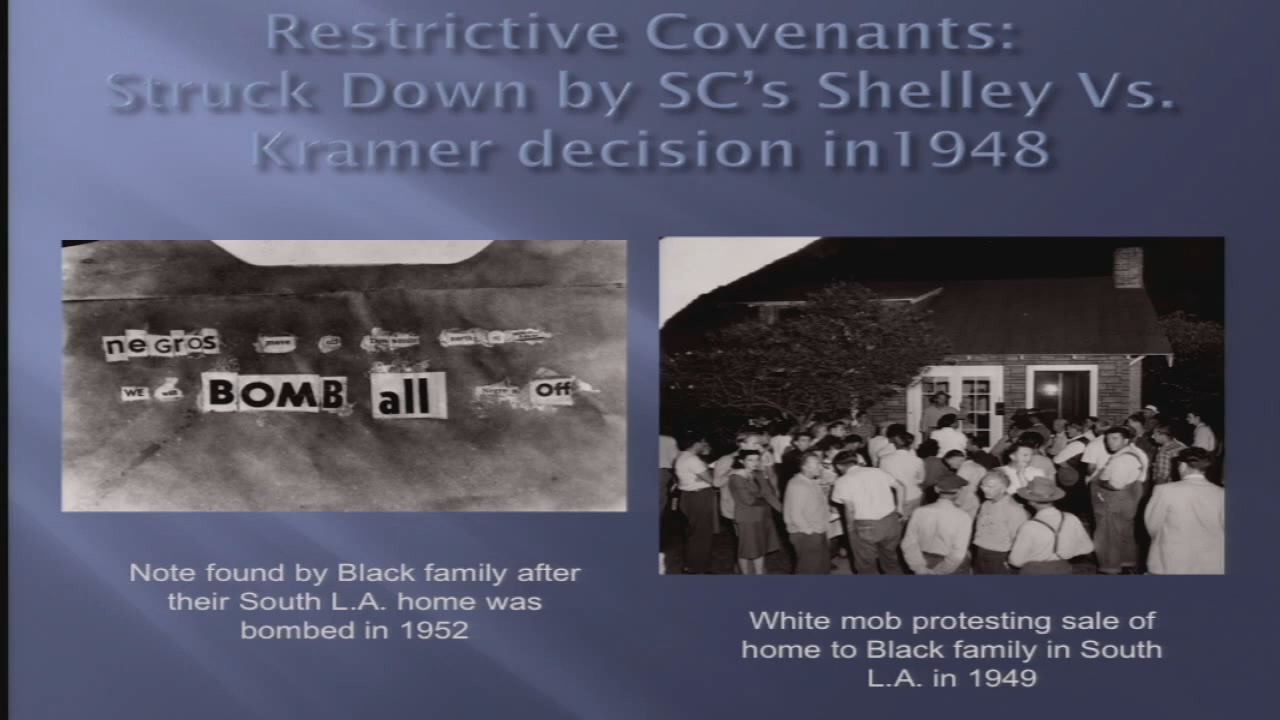 Restrictive Covenants:
Struck Down by SC's Shelley Vs.
Kramer decision in1948
negros move
WE will BOMB all Off
Note found by Black family after
their South L.A. home was
bombed in 1952
White mob protesting sale of
home to Black family in South
L.A. in 1949